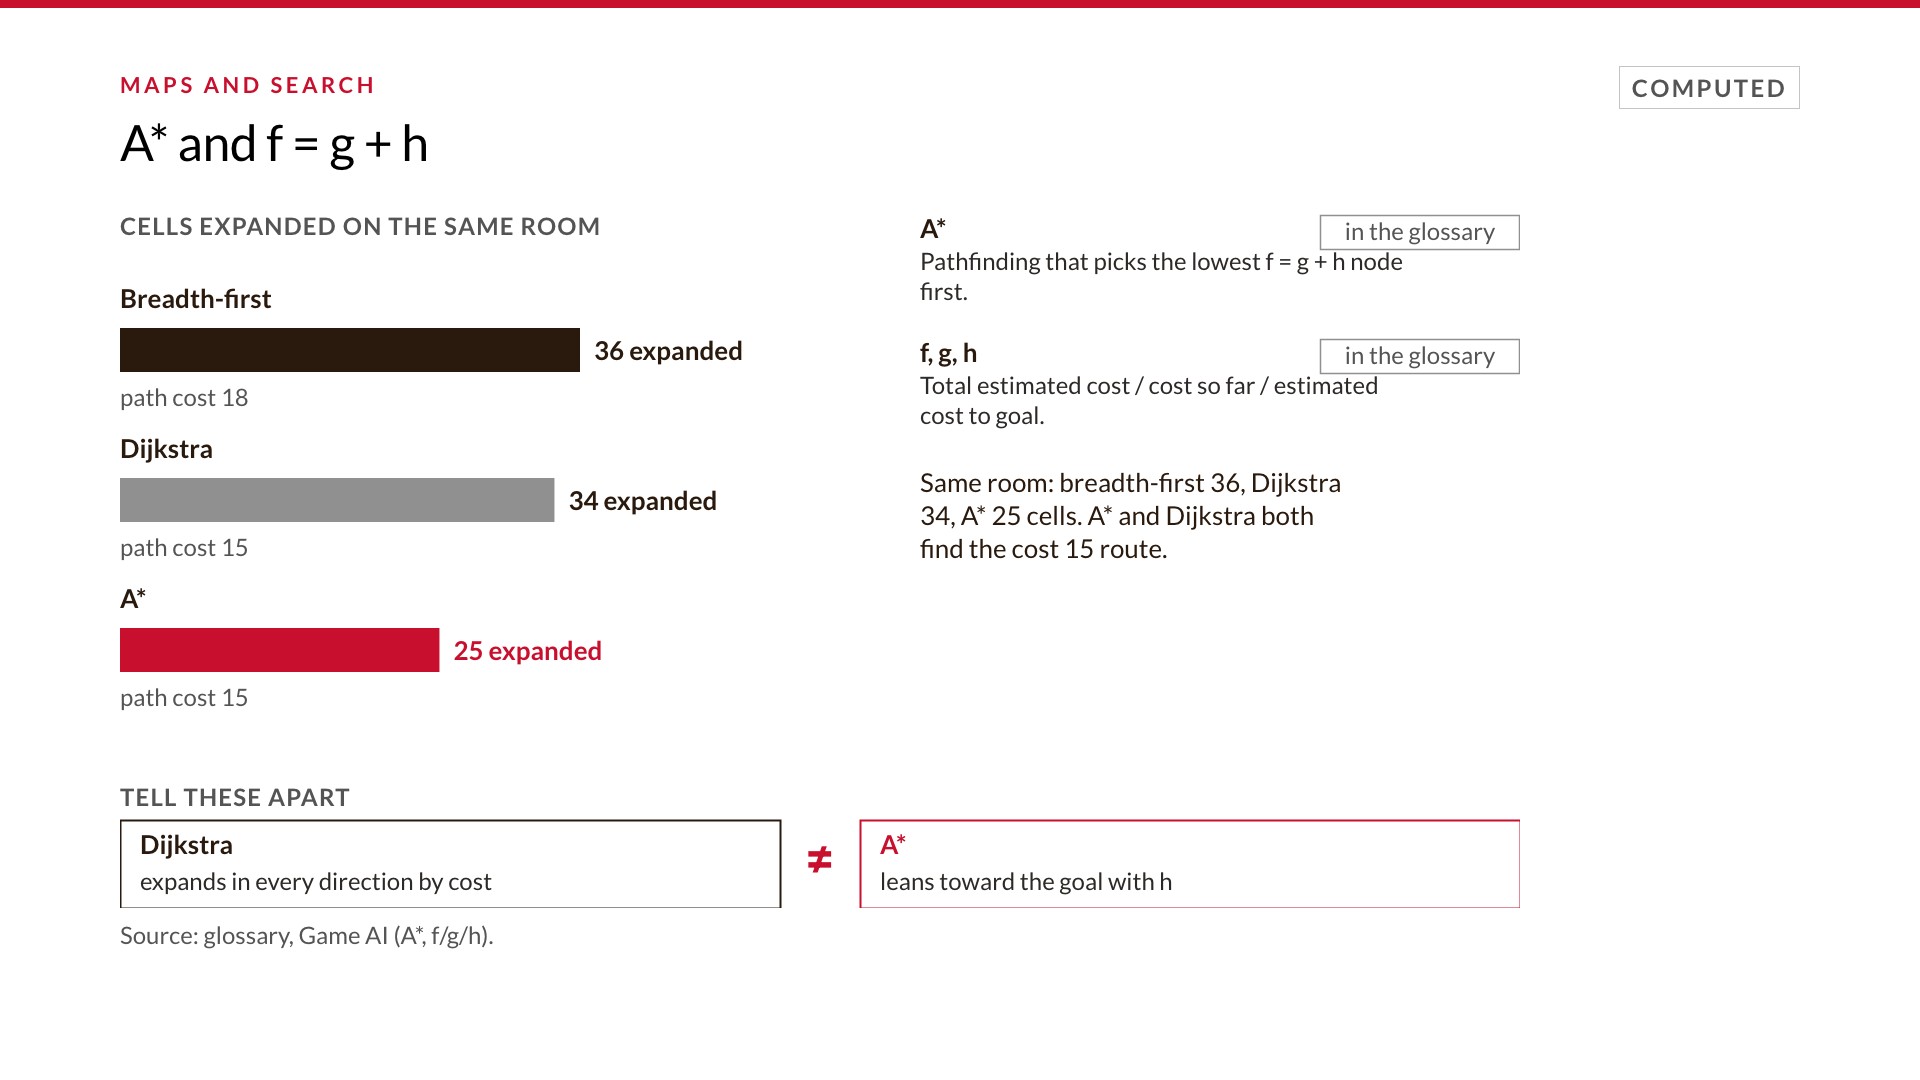 MAPS AND SEARCH
COMPUTED
A* and f = g + h
CELLS EXPANDED ON THE SAME ROOM
Breadth-first
36 expanded
path cost 18
Dijkstra
34 expanded
path cost 15
A*
25 expanded
path cost 15
A*
in the glossary
Pathfinding that picks the lowest f = g + h node
first.
f, g, h
in the glossary
Total estimated cost / cost so far / estimated
cost to goal.
Same room: breadth-first 36, Dijkstra
34, A* 25 cells. A* and Dijkstra both
find the cost 15 route.
TELL THESE APART
Dijkstra
expands in every direction by cost
≠
A*
leans toward the goal with h
Source: glossary, Game AI (A*, f/g/h).